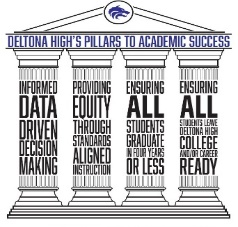 DELTONA HIGH'S PILLARS TO ACADEMIC SUCCESS
INFORMED
DATA
DRIVEN
DECISION
MAKING
PROVIDING
EQUITY
THROUGH
STANDARDS
ALIGNED
INSTRUCTION
ENSURING
ALL
STUDENTS
GRADUATE
IN FOUR YEARS
OR LESS
ENSURING
ALL
STUDENTS LEAVE
DELTONA HIGH
COLLEGE
AND/OR CAREER
READY